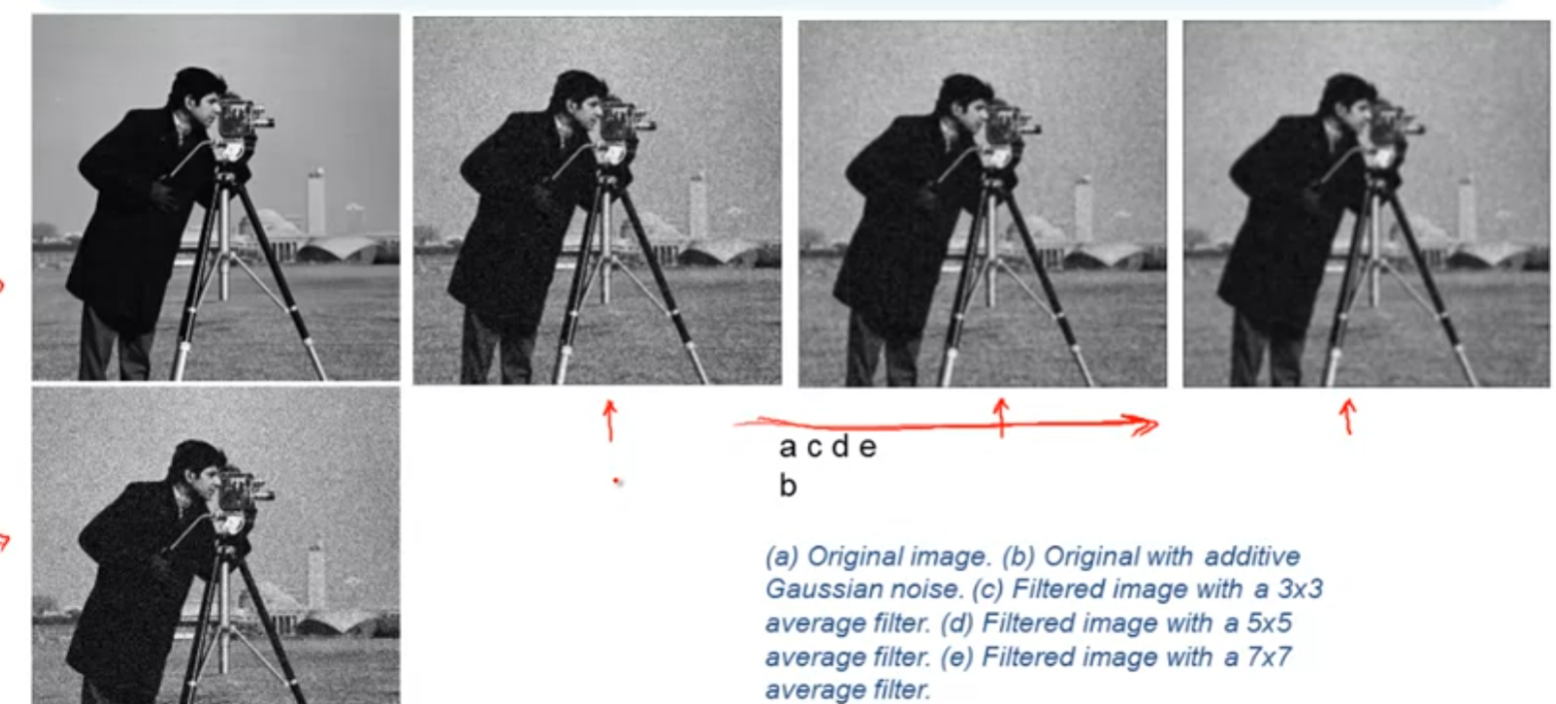 a c d e
b
(a) Original image. (b) Original with additive
Gaussian noise. (c) Filtered image with a 3x3
average filter. (d) Filtered image with a 5x5
average filter. (e) Filtered image with a 7x7
average filter.